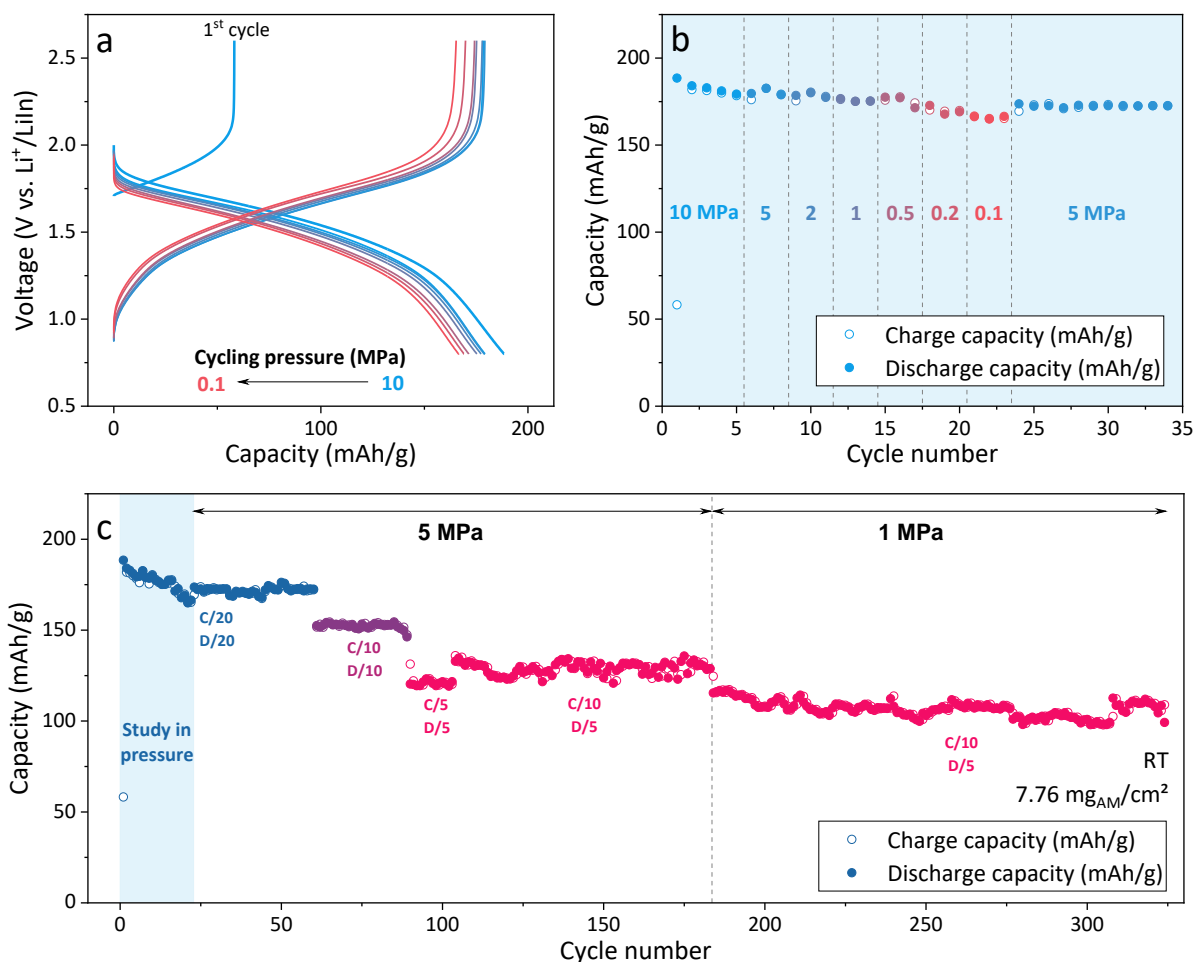 a
1st cycle
2.5
2.0
1.5
1.0
0.5
Voltage (V vs. Li⁺/LiIn)
Cycling pressure (MPa)
0.1
10
0
100
200
Capacity (mAh/g)
b
200
150
100
50
0
Capacity (mAh/g)
10 MPa
5
2
1
0.5
0.2
0.1
5 MPa
Charge capacity (mAh/g)
Discharge capacity (mAh/g)
0
5
10
15
20
25
30
35
Cycle number
c
5 MPa
1 MPa
200
150
100
50
0
Capacity (mAh/g)
C/20
D/20
C/10
D/10
C/5
D/5
C/10
D/5
C/10
D/5
Study in
pressure
RT
7.76 mgAM/cm²
Charge capacity (mAh/g)
Discharge capacity (mAh/g)
0
50
100
150
200
250
300
Cycle number